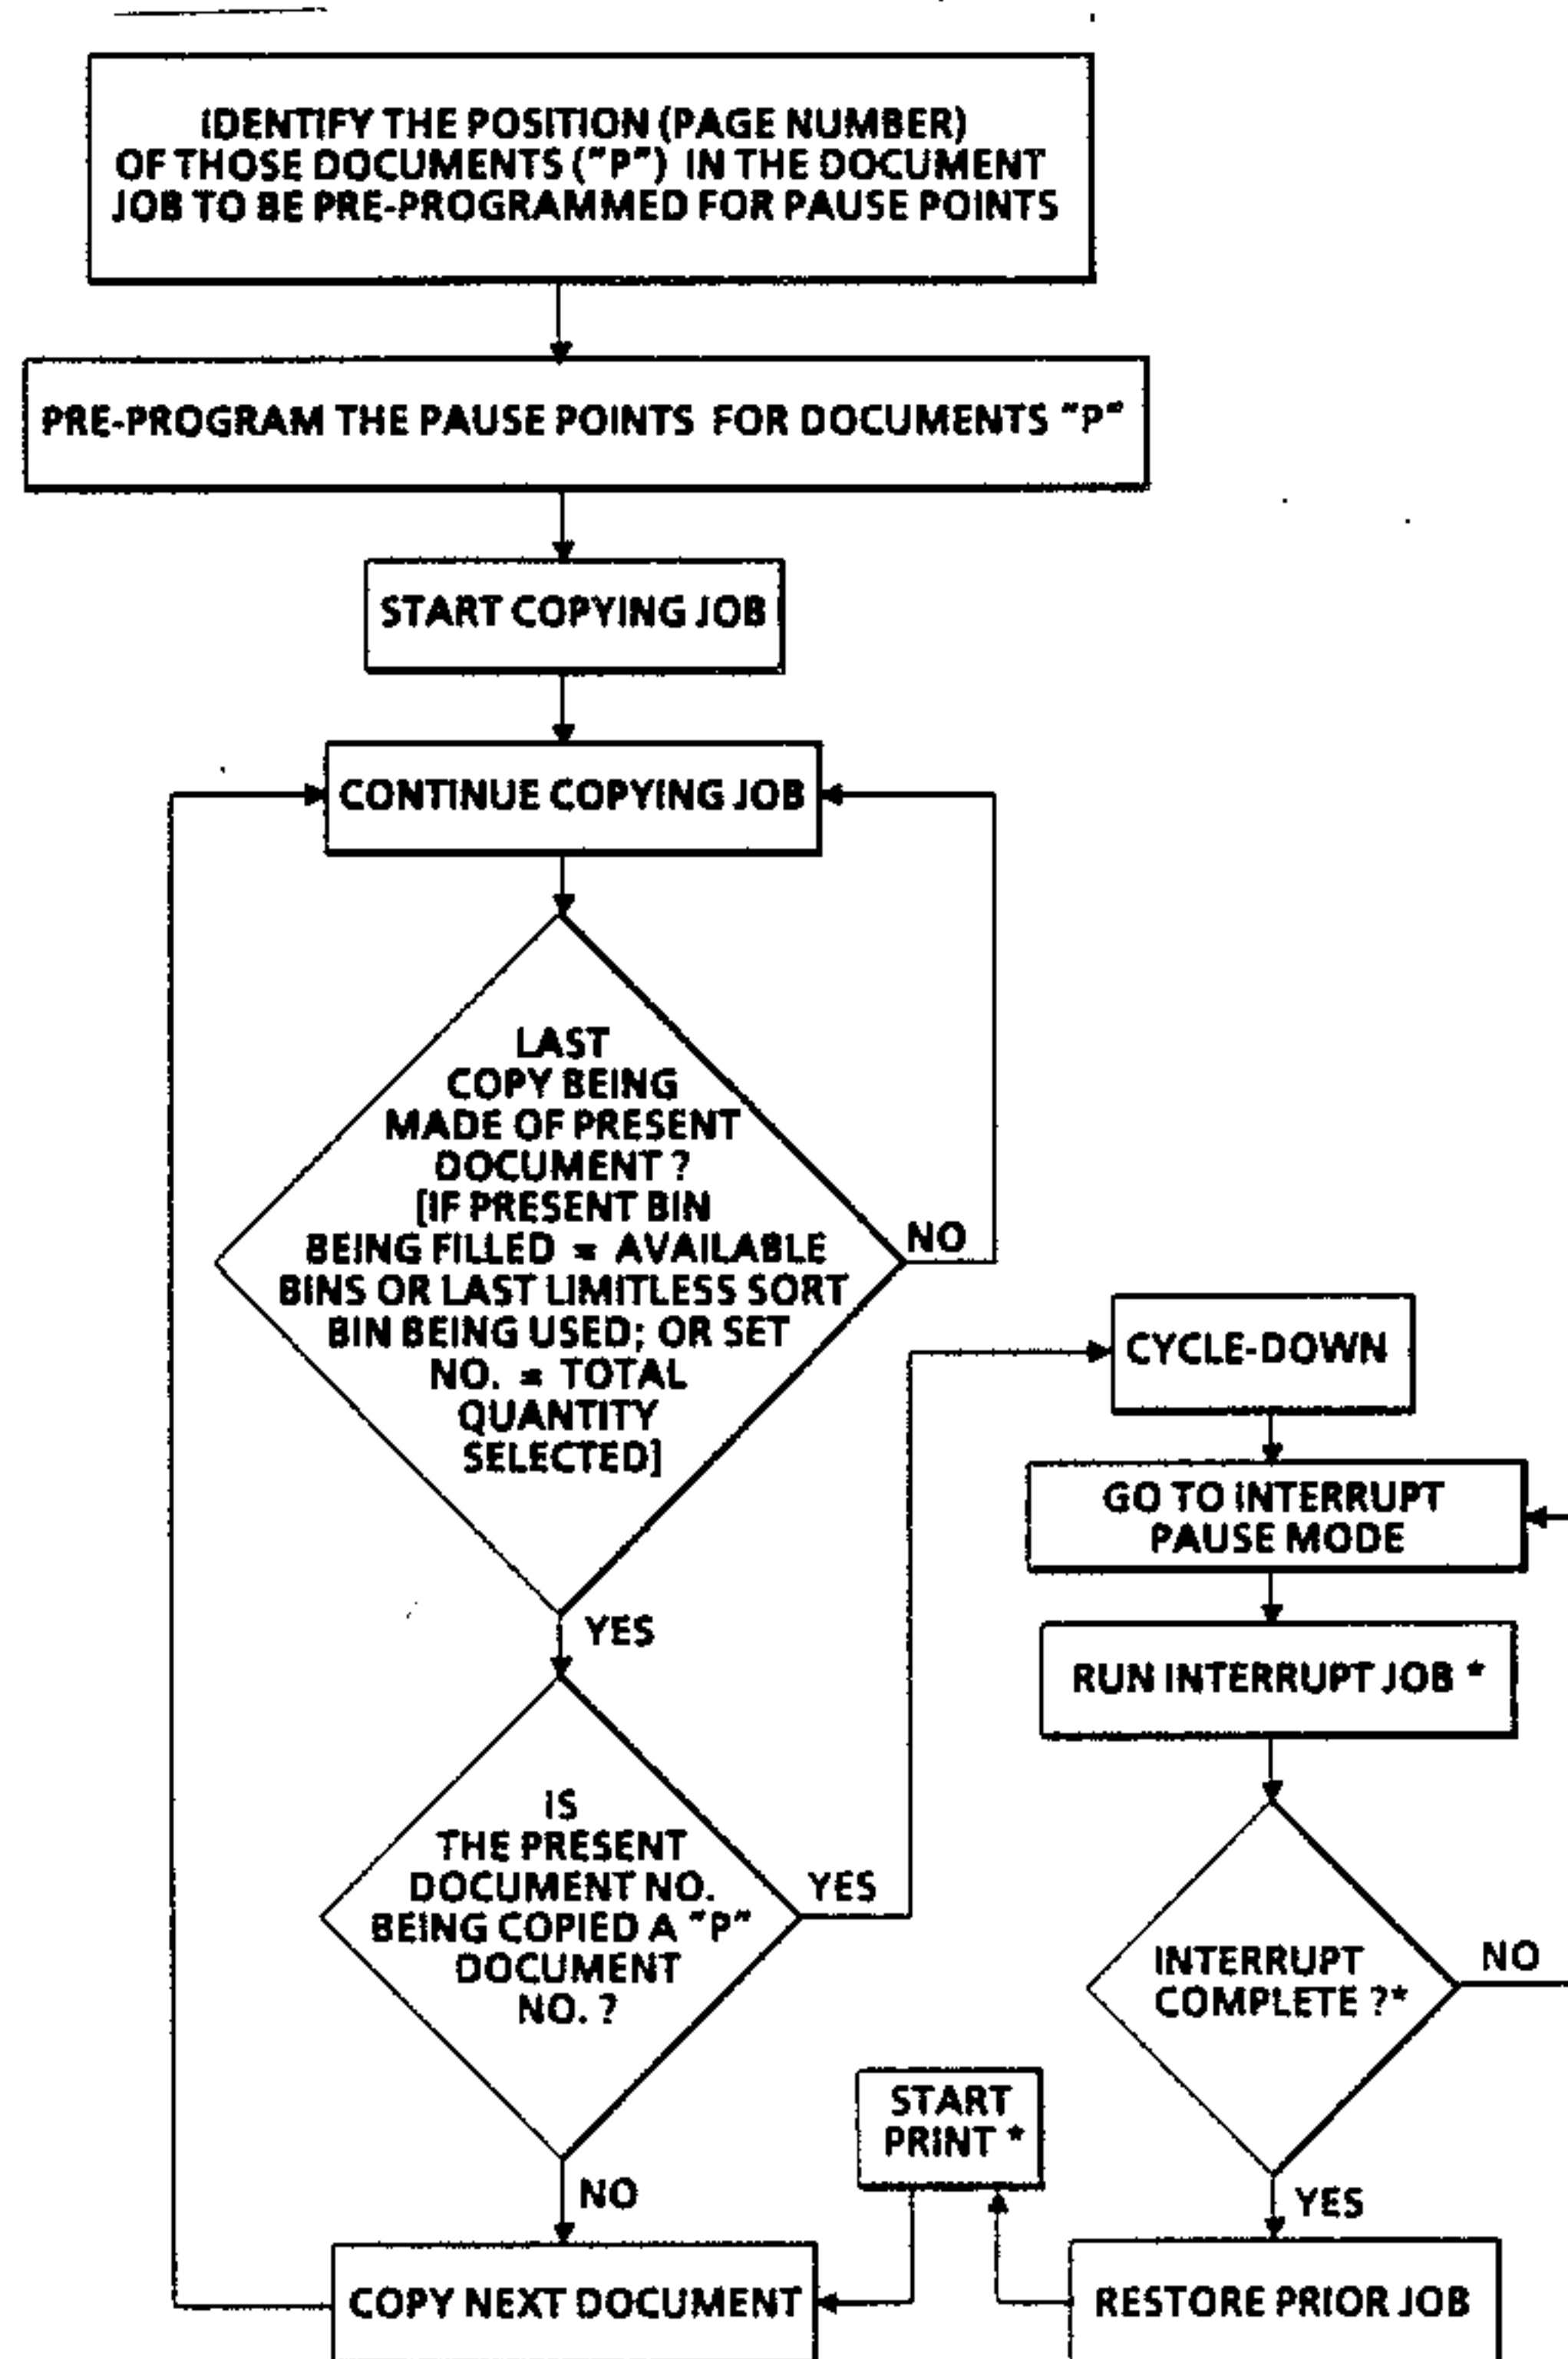 IDENTIFY THE POSITION (PAGE NUMBER)
OF THOSE DOCUMENTS ("P") IN THE DOCUMENT
JOB TO BE PRE-PROGRAMMED FOR PAUSE POINTS
PRE-PROGRAM THE PAUSE POINTS FOR DOCUMENTS "P"
START COPYING JOB
CONTINUE COPYING JOB
LAST
COPY BEING
MADE OF PRESENT
DOCUMENT ?
[IF PRESENT BIN
BEING FILLED = AVAILABLE
BINS OR LAST LIMITLESS SORT
BIN BEING USED; OR SET
NO. = TOTAL
QUANTITY
SELECTED]
NO
YES
IS
THE PRESENT
DOCUMENT NO.
BEING COPIED A "P"
DOCUMENT
NO. ?
YES
NO
COPY NEXT DOCUMENT
CYCLE-DOWN
GO TO INTERRUPT
PAUSE MODE
RUN INTERRUPT JOB *
INTERRUPT
COMPLETE ?*
NO
YES
RESTORE PRIOR JOB
START
PRINT *